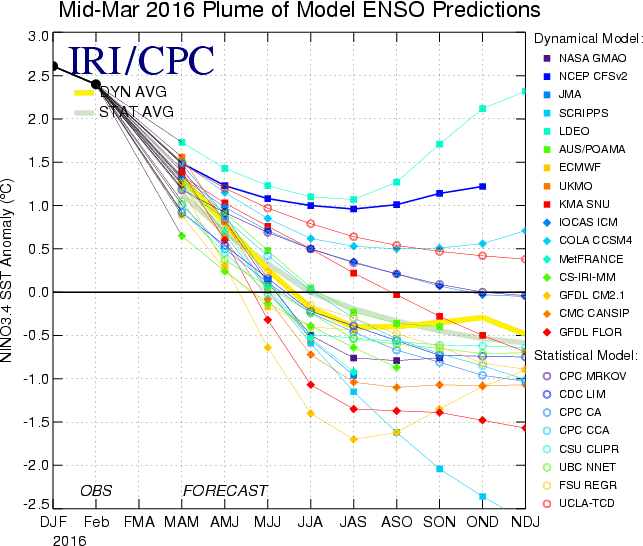 Mid-Mar 2016 Plume of Model ENSO Predictions
IRI/CPC
DYN AVG
STAT AVG
NINO3.4 SST Anomaly (ºC)
3.0
2.5
2.0
1.5
1.0
0.5
0.0
-0.5
-1.0
-1.5
-2.0
-2.5
OBS
FORECAST
DJF Feb FMA MAM AMJ MJJ JJA JAS ASO SON OND NDJ
2016
Dynamical Model:
NASA GMAO
NCEP CFSv2
JMA
SCRIPPS
LDEO
AUS/POAMA
ECMWF
UKMO
KMA SNU
IOCAS ICM
COLA CCSM4
MetFRANCE
CS-IRI-MM
GFDL CM2.1
CMC CANSIP
GFDL FLOR
Statistical Model:
CPC MRKOV
CDC LIM
CPC CA
CPC CCA
CSU CLIPR
UBC NNET
FSU REGR
UCLA-TCD